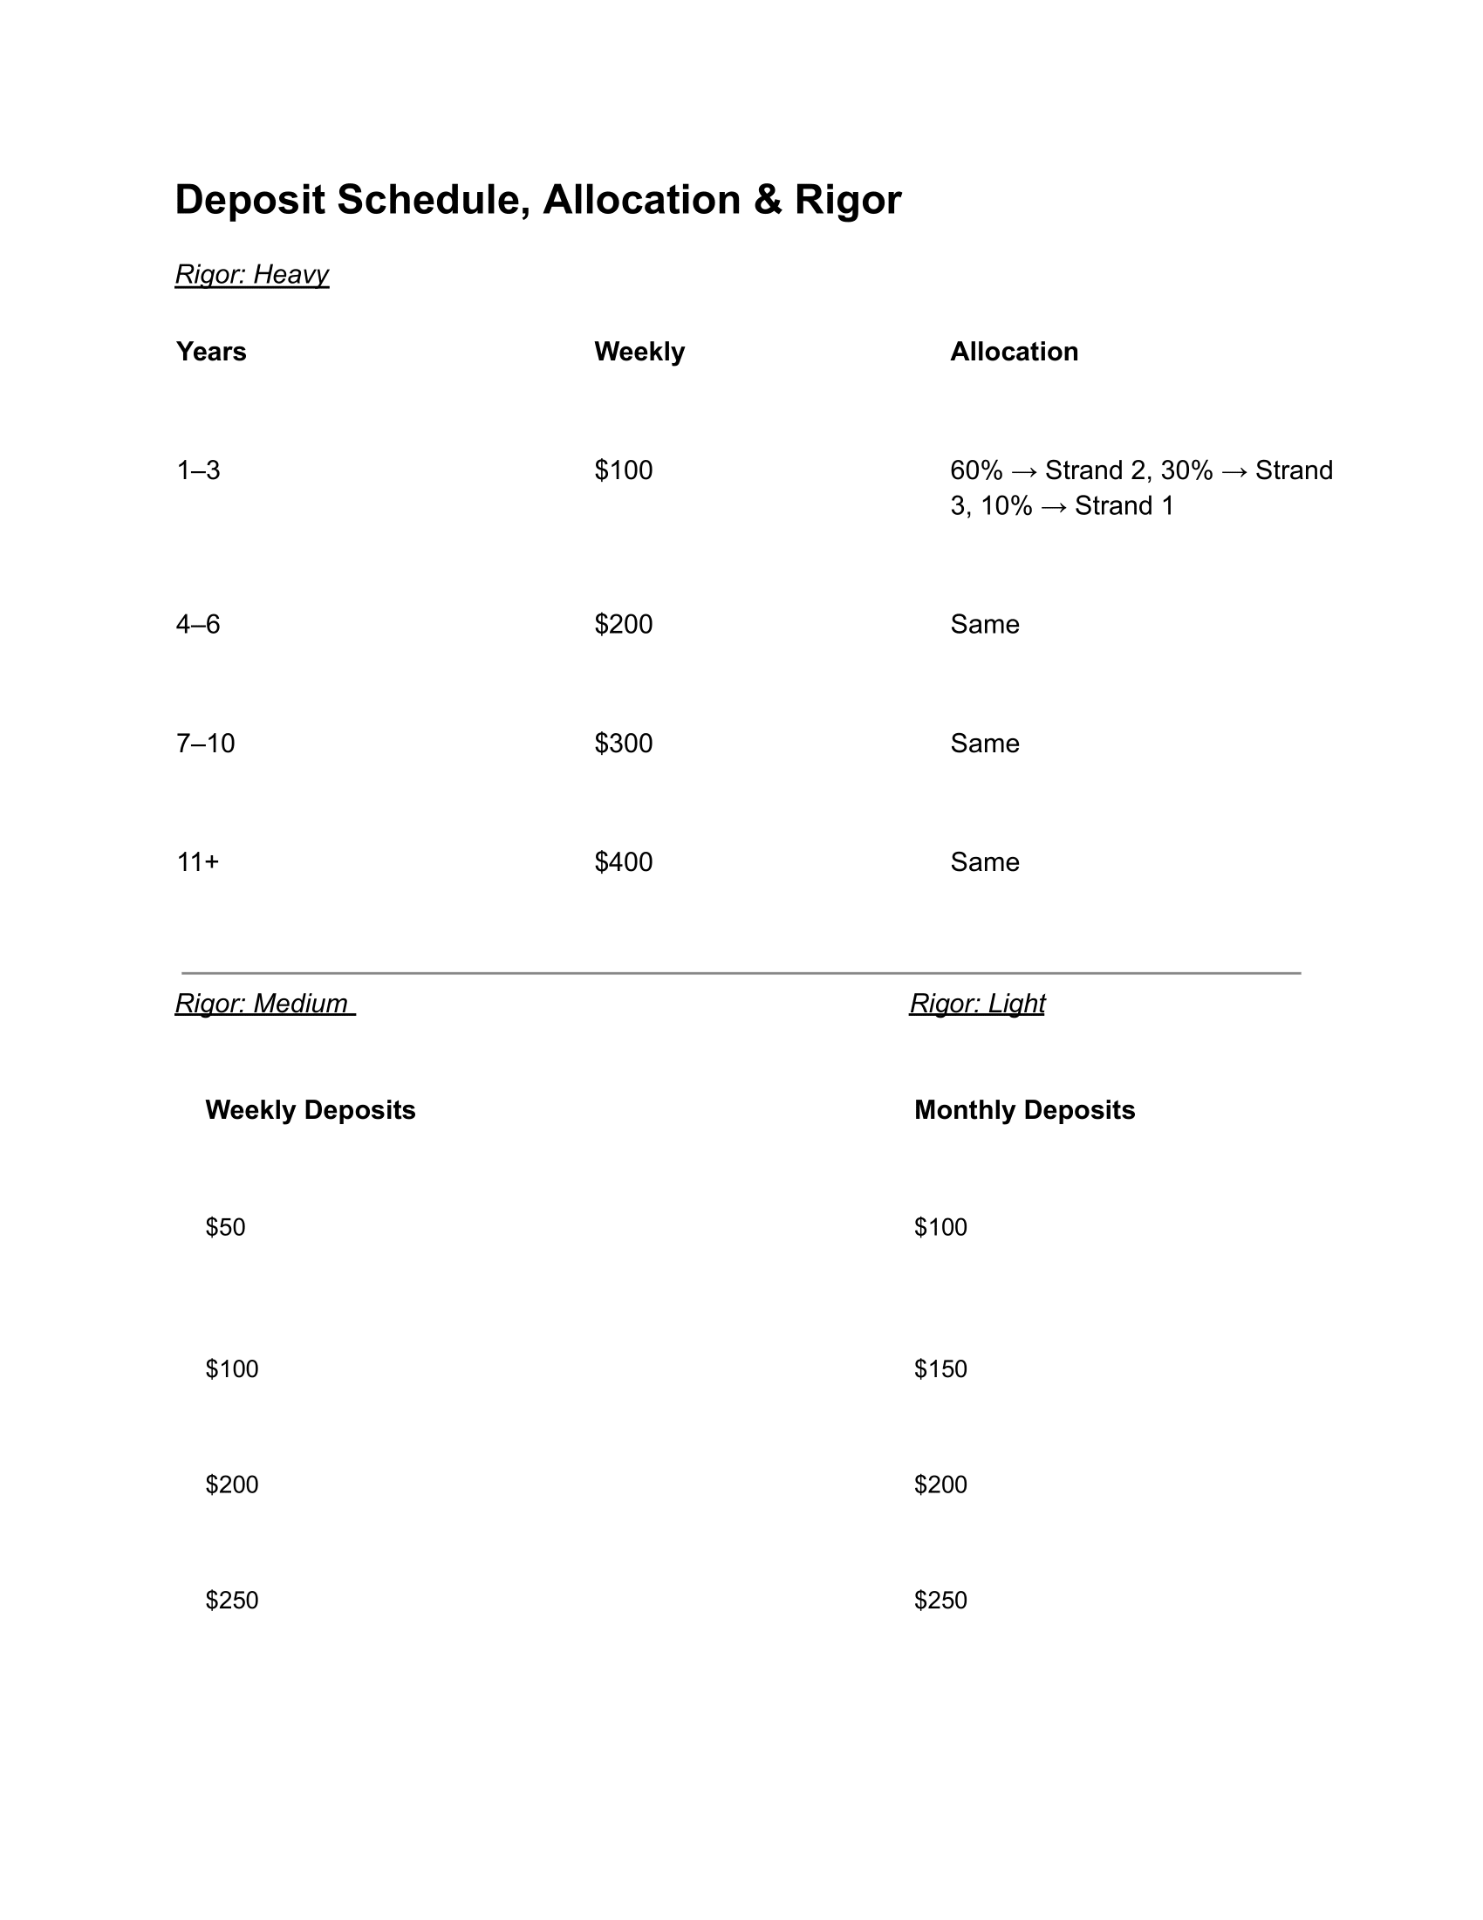 Deposit Schedule, Allocation & Rigor
Rigor: Heavy
Years Weekly Allocation
1–3 $100 60% → Strand 2, 30% → Strand
3, 10% → Strand 1
4–6 $200 Same
7–10 $300 Same
11+ $400 Same
Rigor: Medium Rigor: Light
Weekly Deposits Monthly Deposits
$50 $100
$100 $150
$200 $200
$250 $250